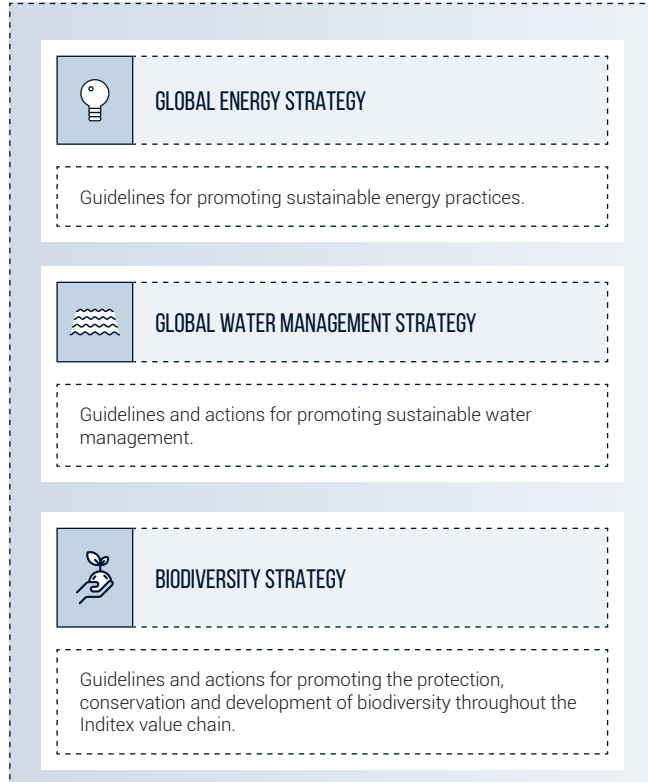 GLOBAL ENERGY STRATEGY
Guidelines for promoting sustainable energy practices.
GLOBAL WATER MANAGEMENT STRATEGY
Guidelines and actions for promoting sustainable water
management.
BIODIVERSITY STRATEGY
Guidelines and actions for promoting the protection,
conservation and development of biodiversity throughout the
Inditex value chain.